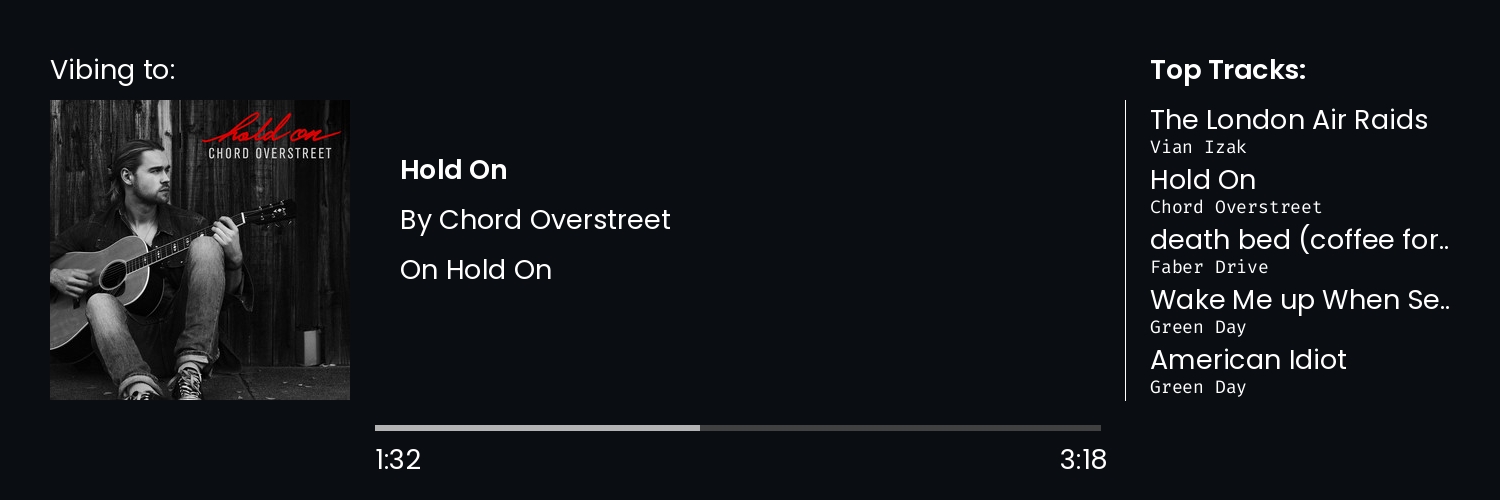 Vibing to:
hold on
CHORD OVERSTREET
Hold On
By Chord Overstreet
On Hold On
1:32
3:18
Top Tracks:
The London Air Raids
Vian Izak
Hold On
Chord Overstreet
death bed (coffee for..
Faber Drive
Wake Me up When Se..
Green Day
American Idiot
Green Day